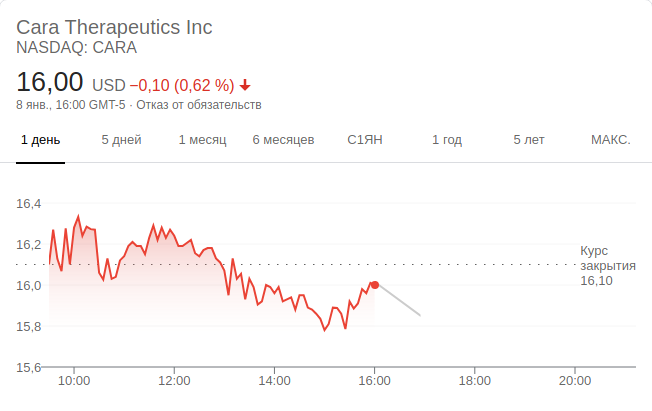 Cara Therapeutics Inc
NASDAQ: CARA
16,00 USD −0,10 (0,62 %)
8 янв., 16:00 GMT-5 · Отказ от обязательств
1 день 5 дней 1 месяц 6 месяцев С1ЯН 1 год 5 лет МАКС.
16,4
16,2
16,0
15,8
15,6
Курс
закрытия
16,10
10:00 12:00 14:00 16:00 18:00 20:00